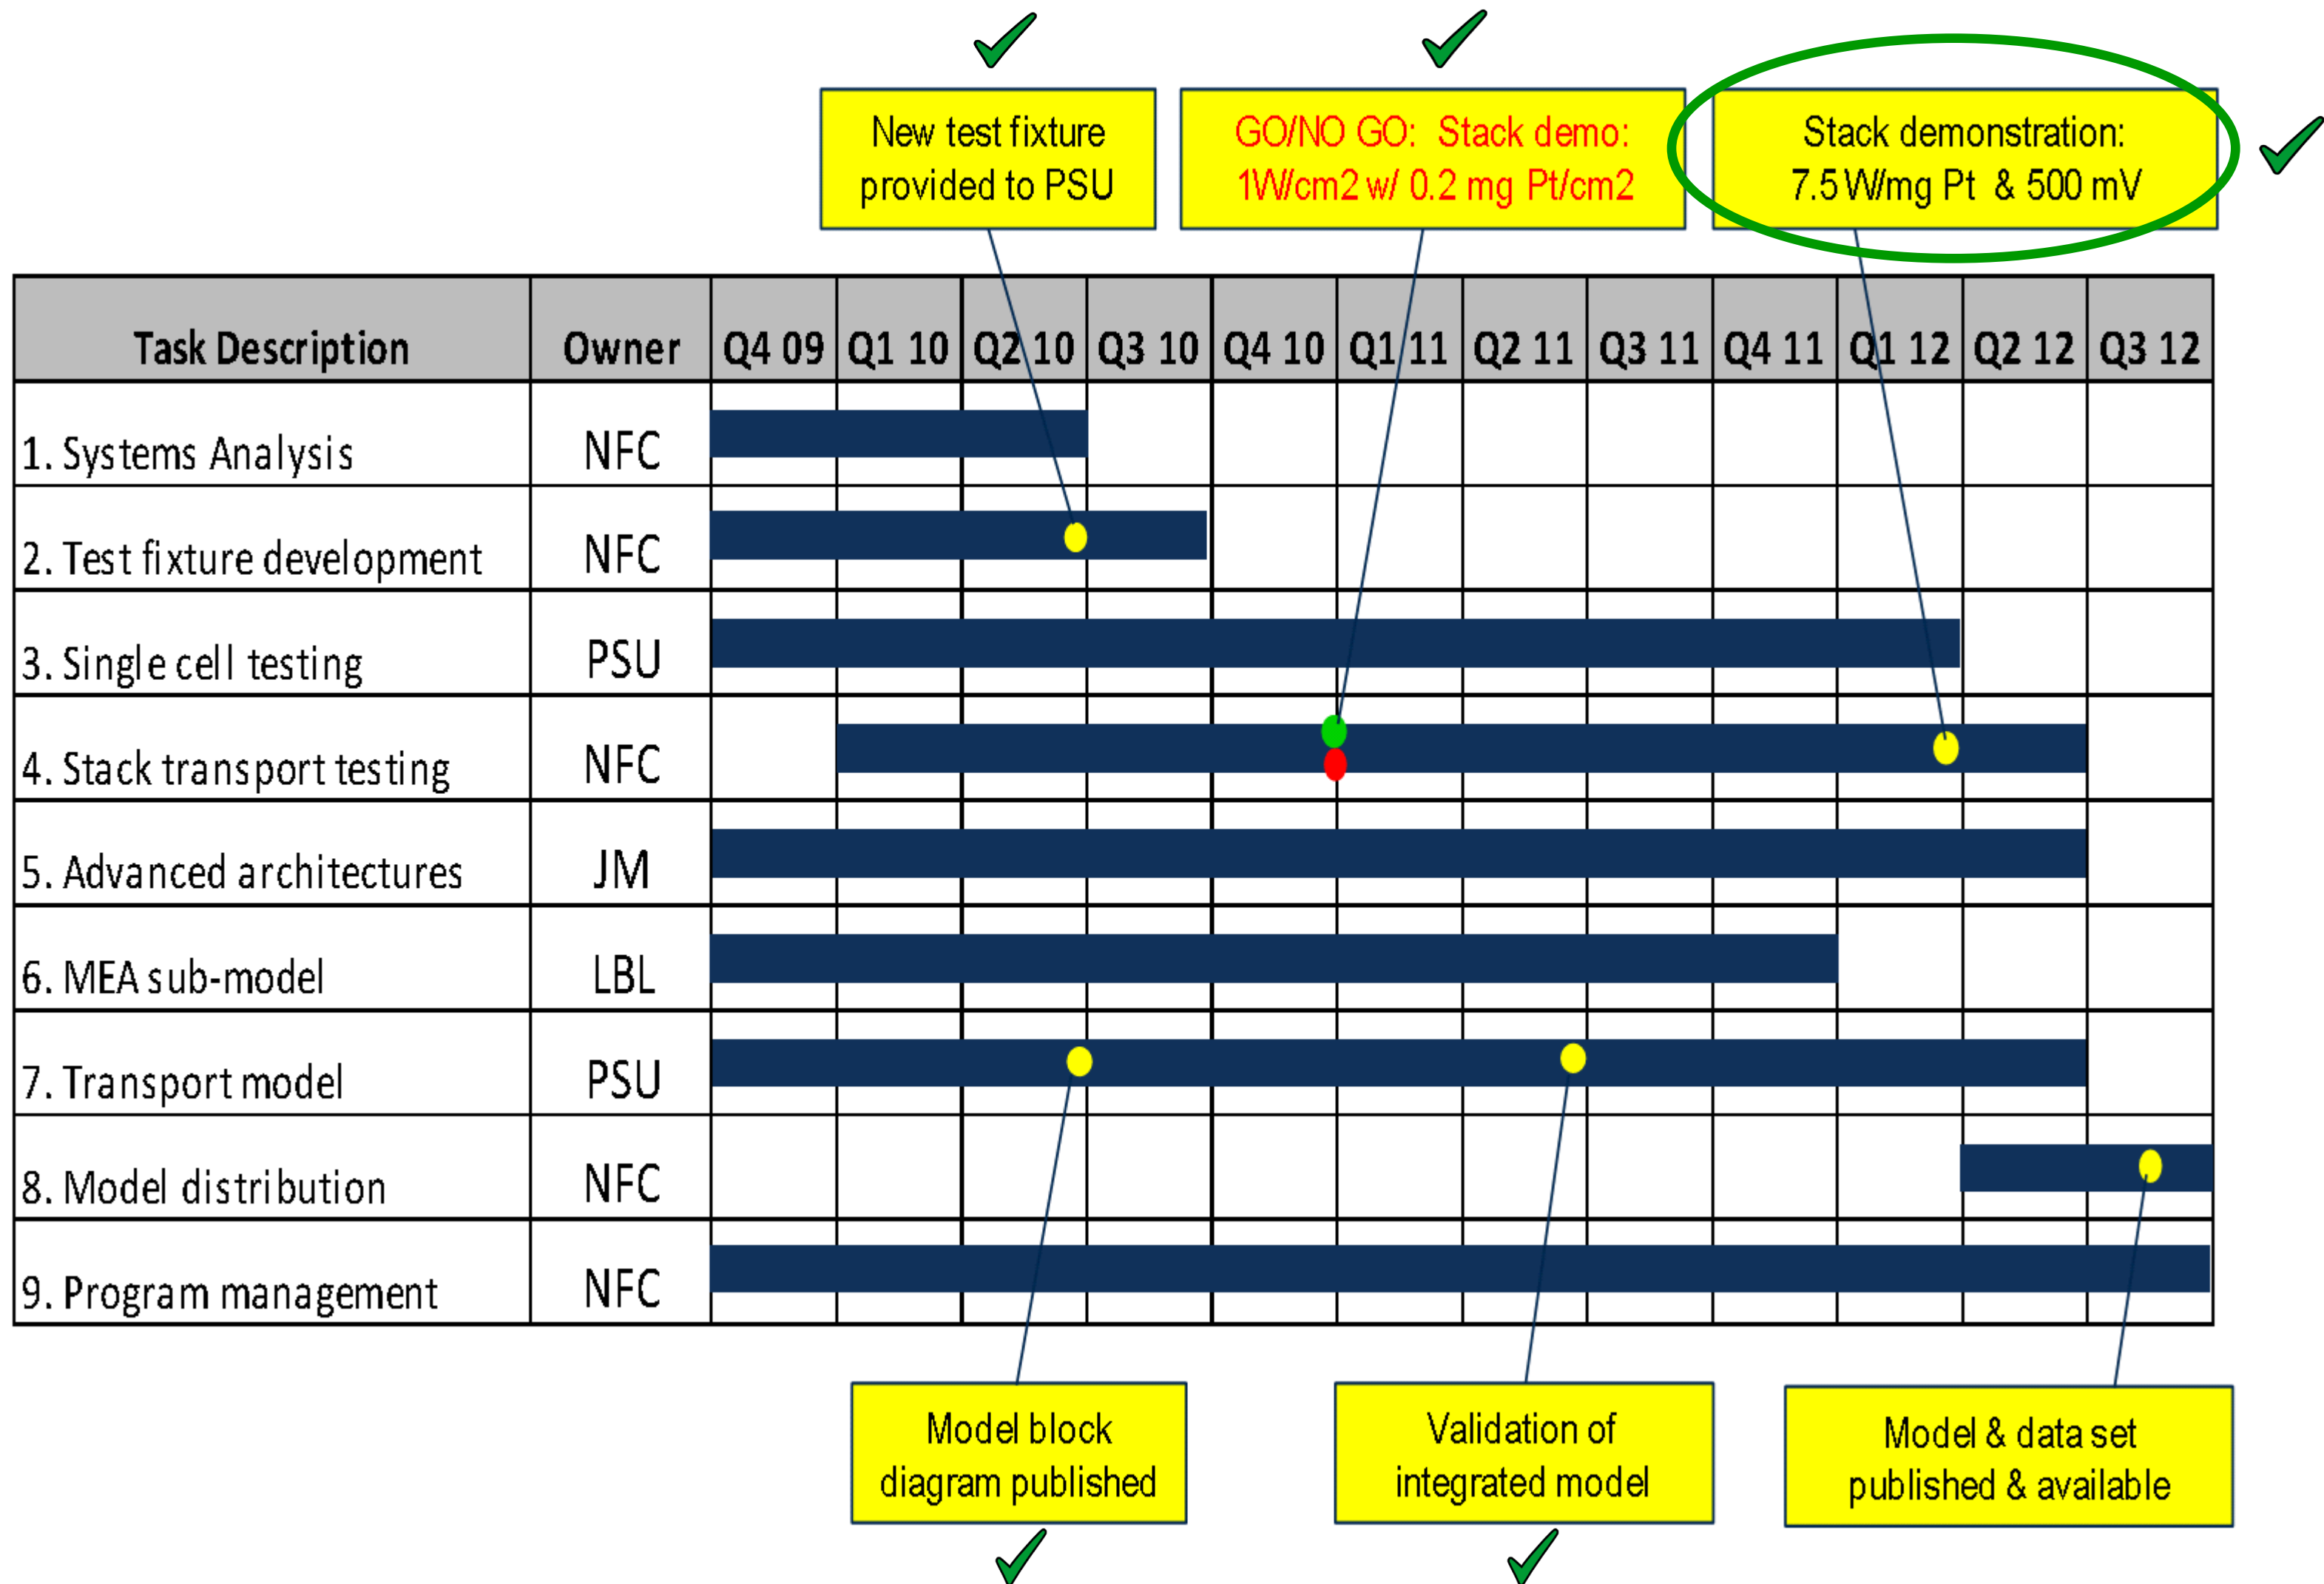 New test fixture
provided to PSU
GO/NO GO: Stack demo:
1W/cm2 w/ 0.2 mg Pt/cm2
Stack demonstration:
7.5 W/mg Pt & 500 mV
Task Description Owner Q4 09 Q1 10 Q2 10 Q3 10 Q4 10 Q1 11 Q2 11 Q3 11 Q4 11 Q1 12 Q2 12 Q3 12
1. Systems Analysis NFC
2. Test fixture development NFC
3. Single cell testing PSU
4. Stack transport testing NFC
5. Advanced architectures JM
6. MEA sub-model LBL
7. Transport model PSU
8. Model distribution NFC
9. Program management NFC
Model block
diagram published
Validation of
integrated model
Model & data set
published & available